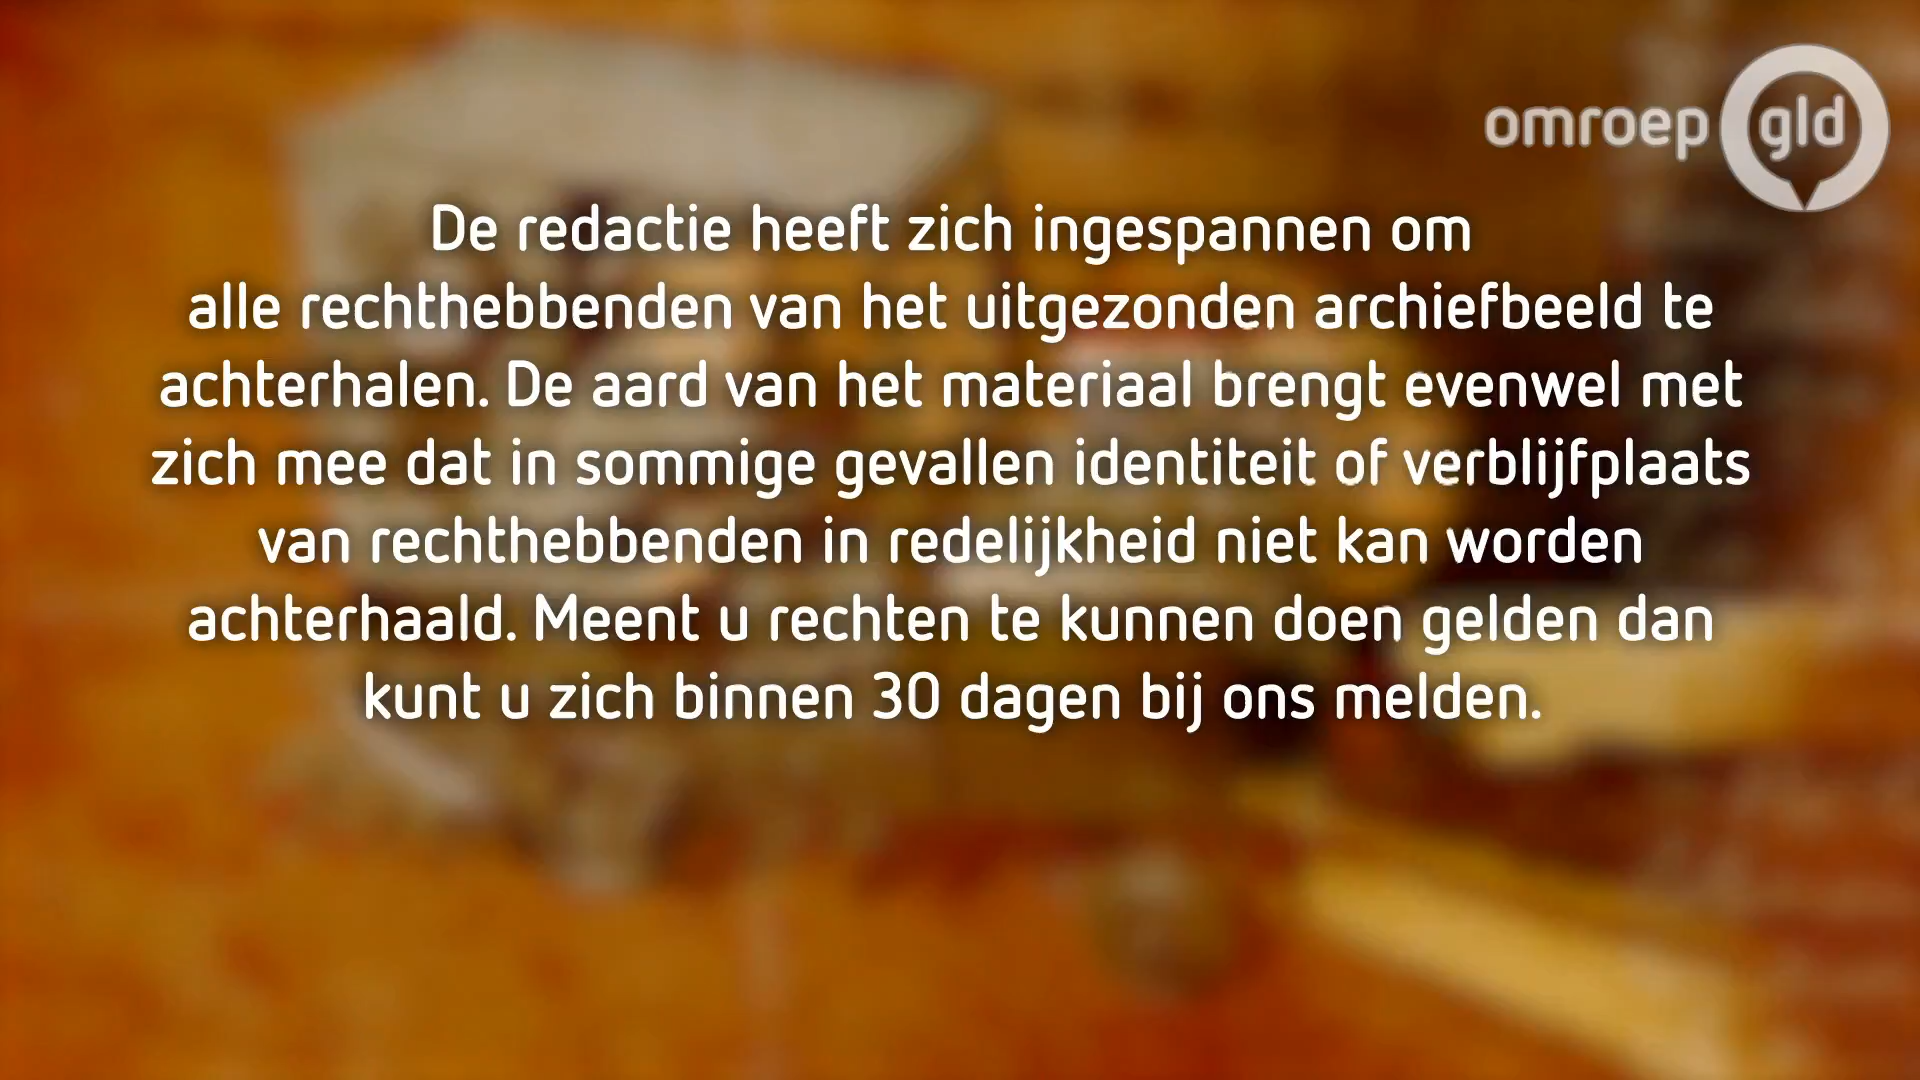 omroep gld
De redactie heeft zich ingespannen om
alle rechthebbenden van het uitgezonden archiefbeeld te
achterhalen. De aard van het materiaal brengt evenwel met
zich mee dat in sommige gevallen identiteit of verblijfplaats
van rechthebbenden in redelijkheid niet kan worden
achterhaald. Meent u rechten te kunnen doen gelden dan
kunt u zich binnen 30 dagen bij ons melden.